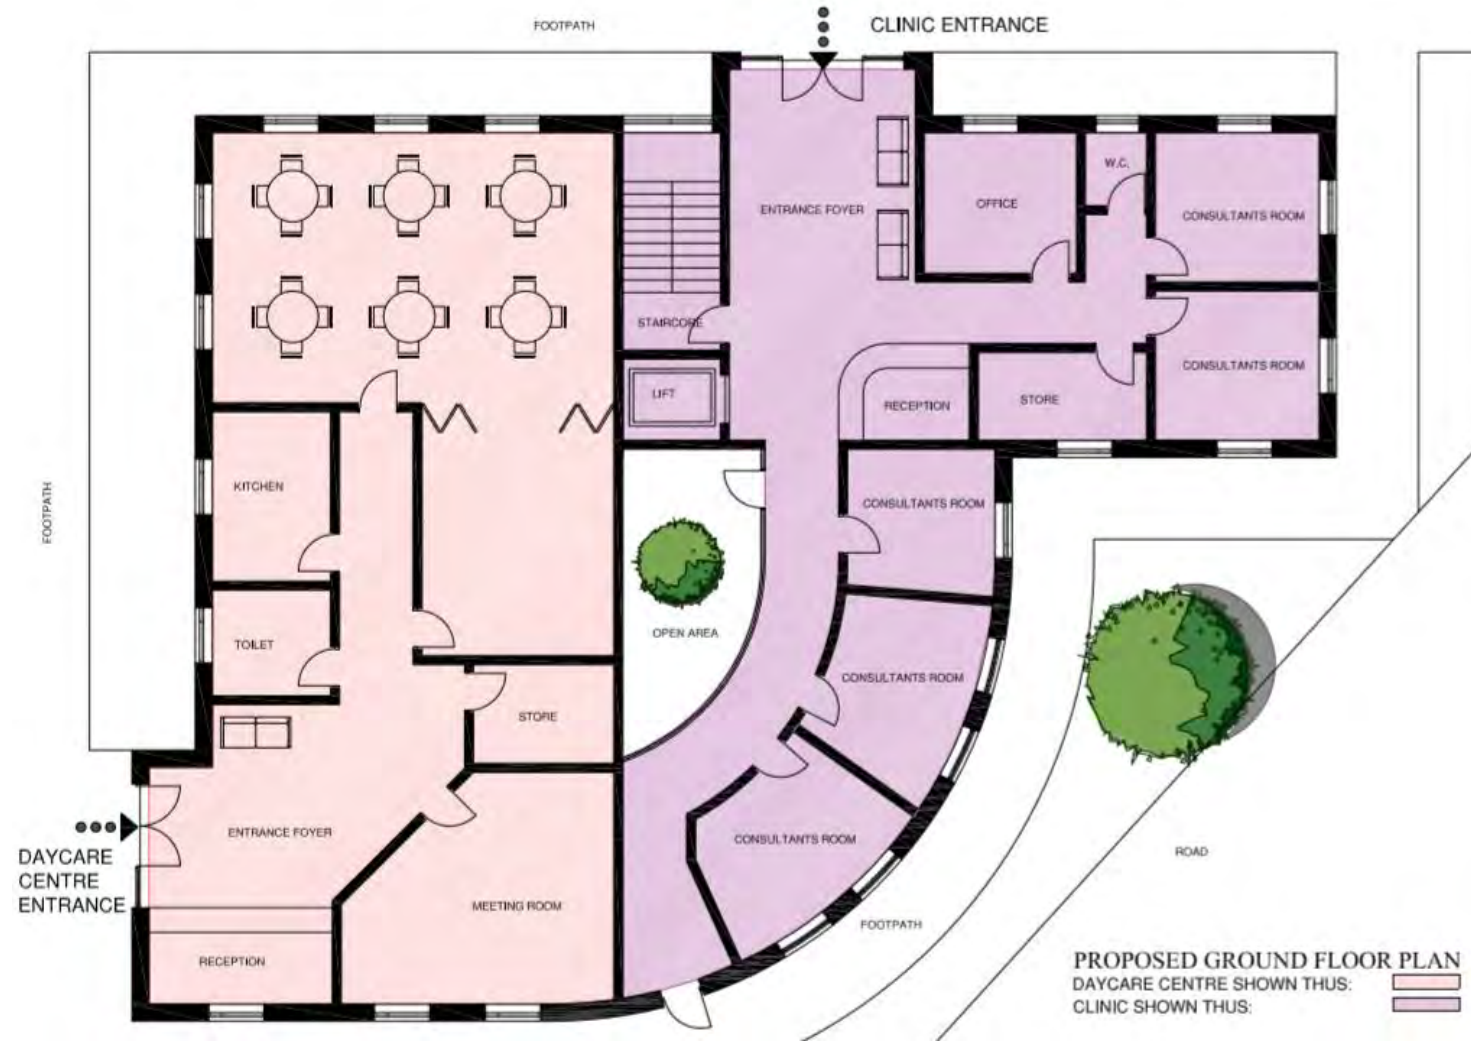 FOOTPATH
CLINIC ENTRANCE
W.C.
OFFICE
ENTRANCE FOYER
CONSULTANTS ROOM
STAIRCORE
CONSULTANTS ROOM
LIFT
STORE
RECEPTION
KITCHEN
CONSULTANTS ROOM
FOOTPATH
OPEN AREA
TOILET
CONSULTANTS ROOM
STORE
ENTRANCE FOYER
CONSULTANTS ROOM
ROAD
DAYCARE
CENTRE
ENTRANCE
MEETING ROOM
FOOTPATH
RECEPTION
PROPOSED GROUND FLOOR PLAN
DAYCARE CENTRE SHOWN THUS:
CLINIC SHOWN THUS: